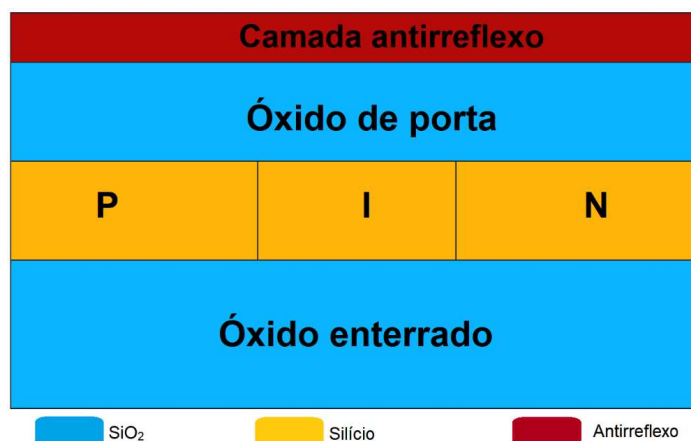 Camada antirreflexo
Óxido de porta
P I N
Óxido enterrado
SiO₂ Silício Antirreflexo